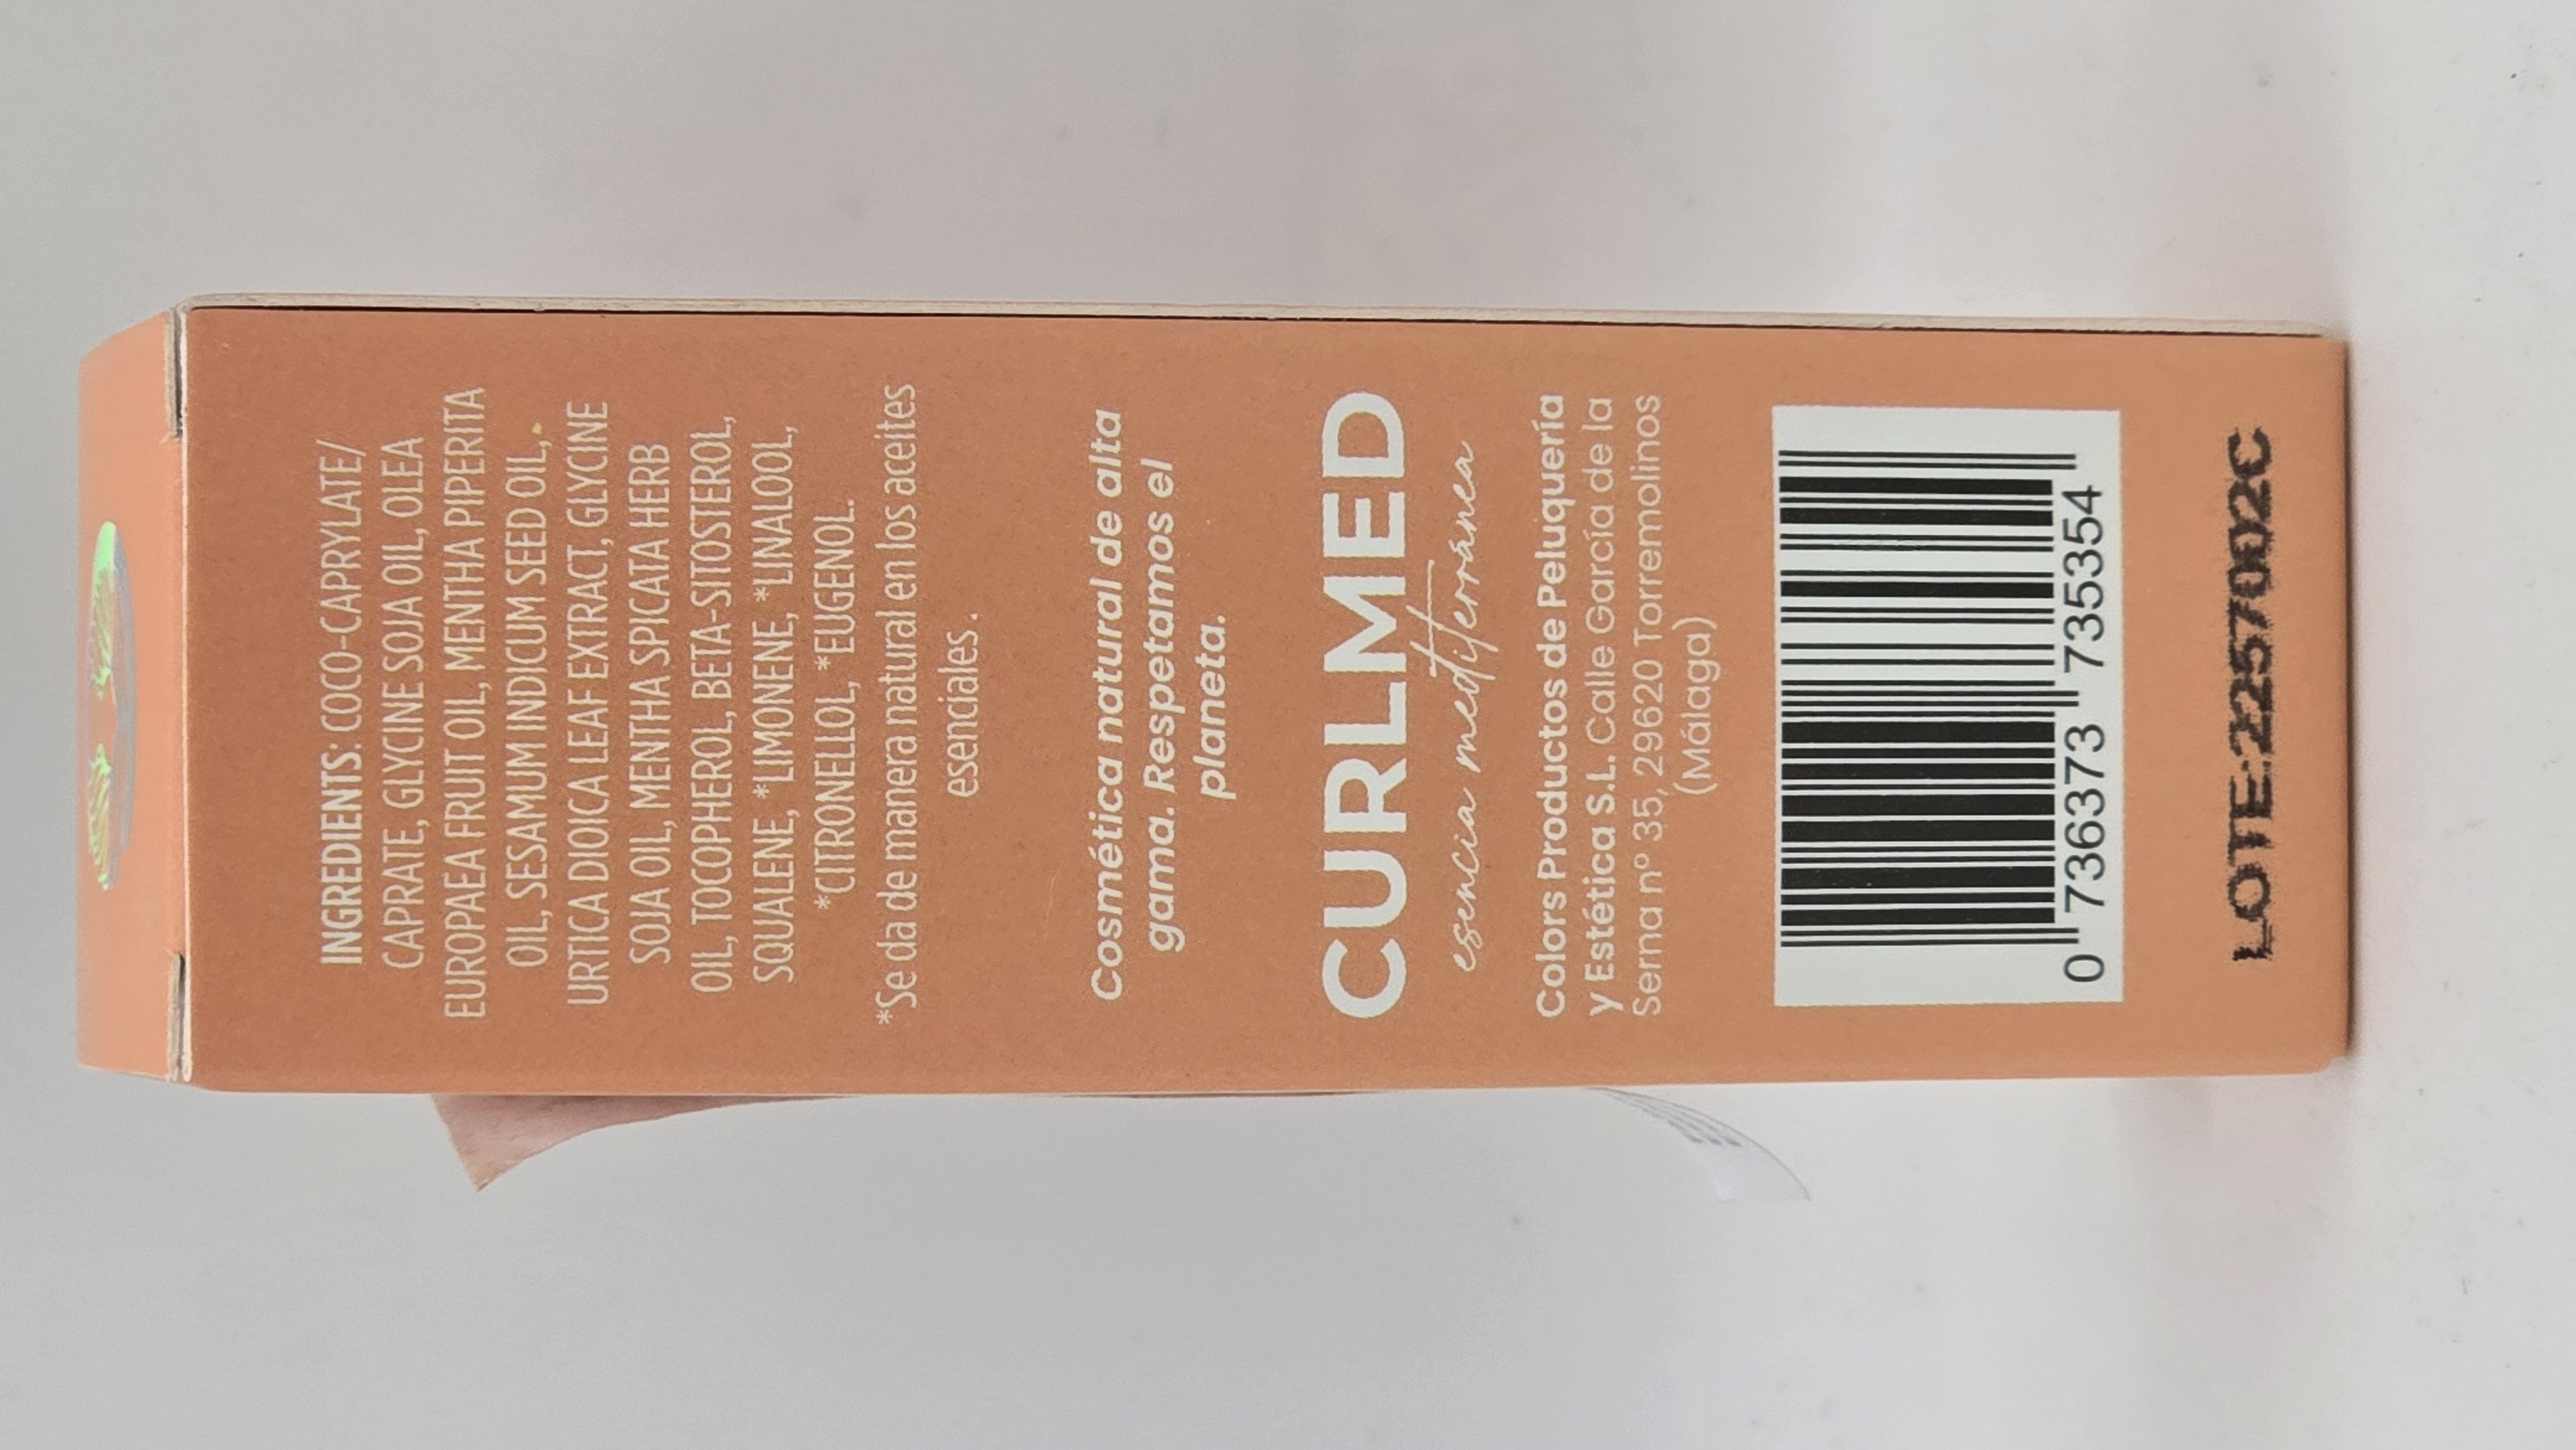 INGREDIENTS: COCO-CAPRYLATE/
CAPRATE, GLYCINE SOJA OIL, OLEA
EUROPAEA FRUIT OIL, MENTHA PIPERITA
OIL, SESAMUM INDICUM SEED OIL,
URTICA DIOICA LEAF EXTRACT, GLYCINE
SOJA OIL, MENTHA SPICATA HERB
OIL, TOCOPHEROL, BETA-SITOSTEROL,
SQUALENE, *LIMONENE, *LINALOOL,
*CITRONELLOL, *EUGENOL.
*Se da de manera natural en los aceites
esenciales .
Cosmética natural de alta
gama. Respetamos el
planeta.
CURLMED
esencia mediterránea
Colors Productos de Peluquería
y Estética S.L. Calle García de la
Serna nº 35, 29620 Torremolinos
(Málaga)
0 736373 735354
LOTE:2257002C